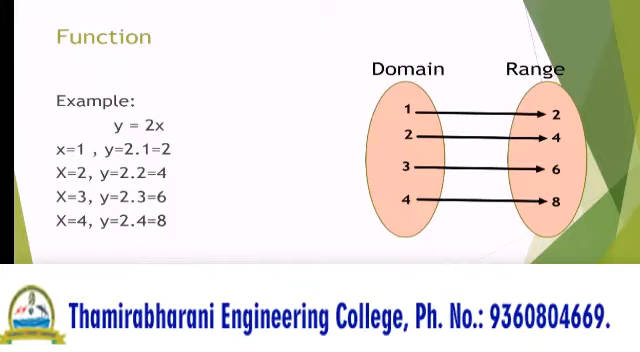 Function
Example:
y = 2x
x=1 , y=2.1=2
X=2, y=2.2=4
X=3, y=2.3=6
X=4, y=2.4=8
Domain Range
1 2
2 4
3 6
4 8
Thamirabharani Engineering College, Ph. No.: 9360804669.